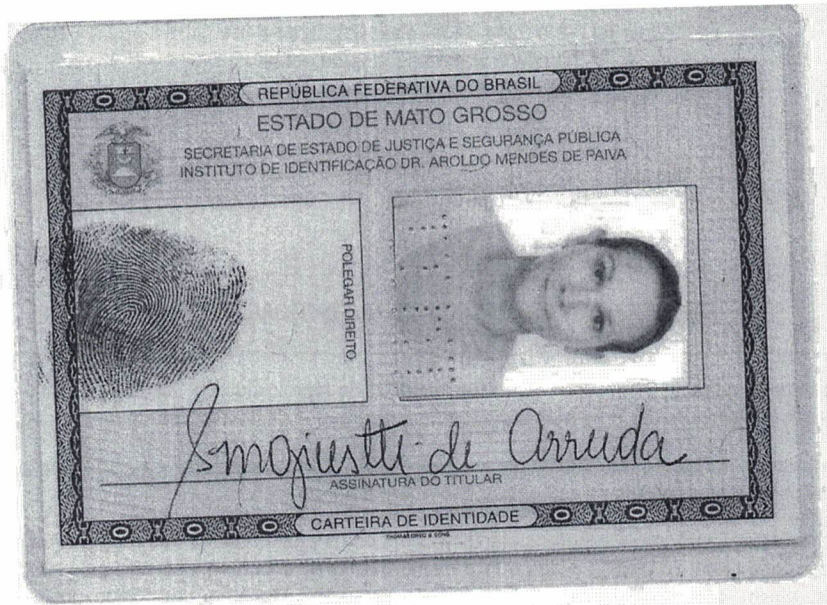 REPÚBLICA FEDERATIVA DO BRASIL
ESTADO DE MATO GROSSO
SECRETARIA DE ESTADO DE JUSTIÇA E SEGURANÇA PÚBLICA
INSTITUTO DE IDENTIFICAÇÃO DR. AROLDO MENDES DE PAIVA
POLEGAR DIREITO
de Arruda
ASSINATURA DO TITULAR
CARTEIRA DE IDENTIDADE